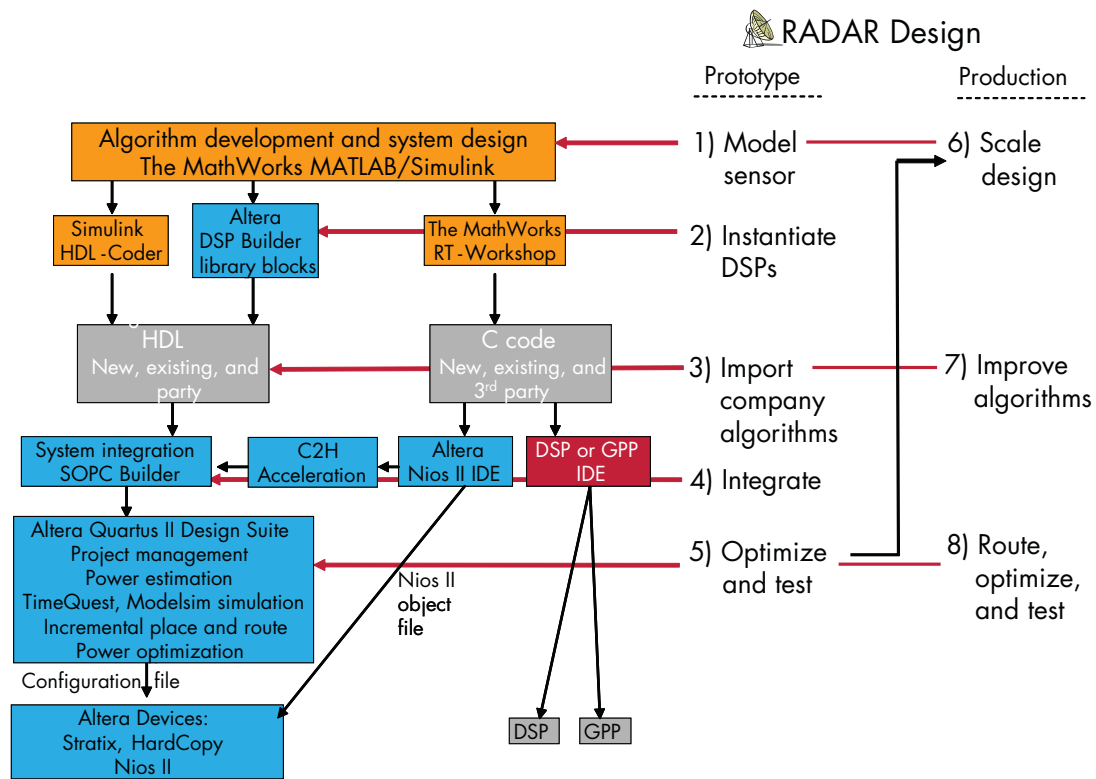 RADAR Design
Prototype
Production
Algorithm development and system design
The MathWorks MATLAB/Simulink
1) Model
sensor
6) Scale
design
Simulink
HDL-Coder
Altera
DSP Builder
library blocks
The MathWorks
RT-Workshop
2) Instantiate
DSPs
HDL
New, existing, and
party
C code
New, existing, and
3rd party
3) Import
company
algorithms
7) Improve
algorithms
System integration
SOPC Builder
C2H
Acceleration
Altera
Nios II IDE
DSP or GPP
IDE
4) Integrate
Altera Quartus II Design Suite
Project management
Power estimation
TimeQuest, Modelsim simulation
Incremental place and route
Power optimization
Nios II
object
file
5) Optimize
and test
8) Route,
optimize,
and test
Configuration file
Altera Devices:
Stratix, HardCopy
Nios II
DSP
GPP